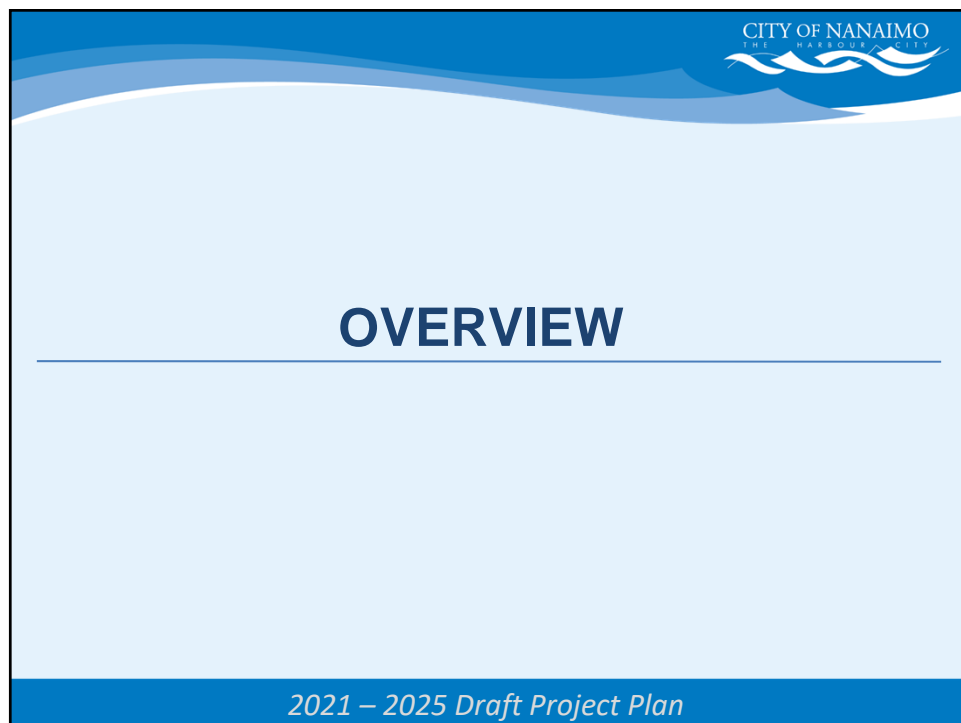 CITY OF NANAIMO
THE HARBOUR CITY
OVERVIEW
2021 – 2025 Draft Project Plan